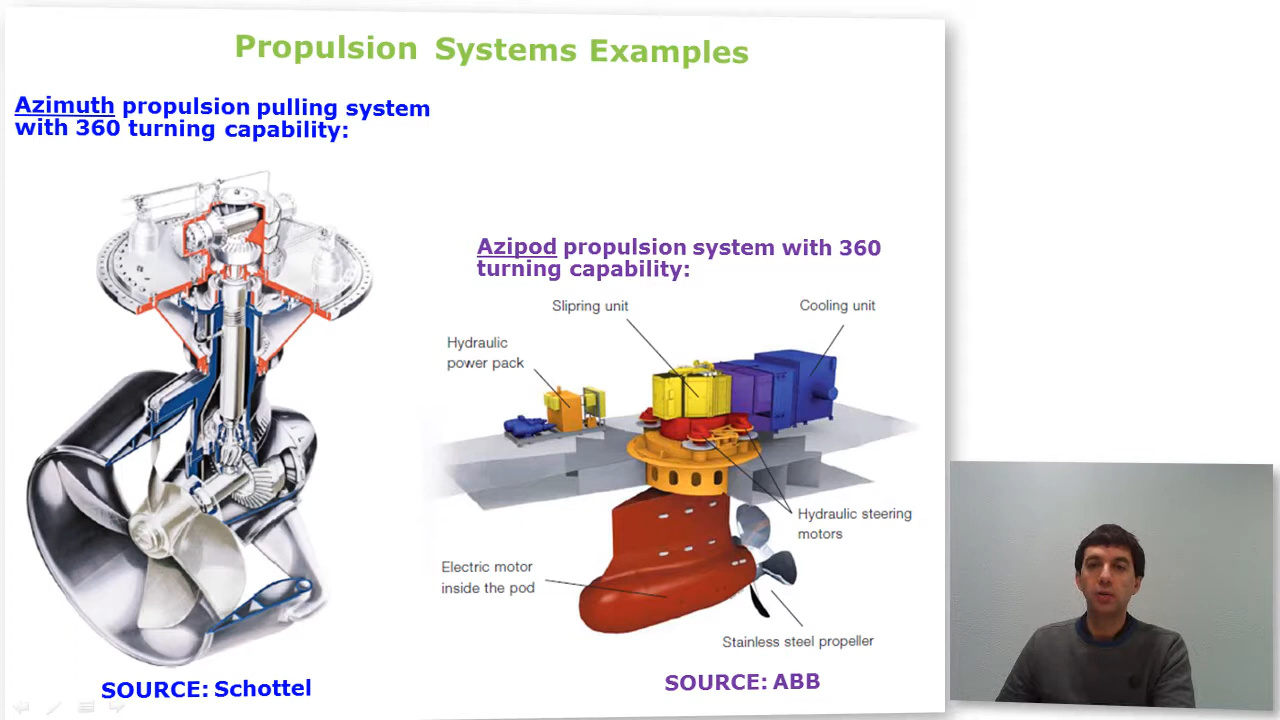 Propulsion Systems Examples
Azimuth propulsion pulling system
with 360 turning capability:
Azipod propulsion system with 360
turning capability:
Slipring unit
Cooling unit
Hydraulic
power pack
Hydraulic steering
motors
Electric motor
inside the pod
Stainless steel propeller
SOURCE: Schottel
SOURCE: ABB